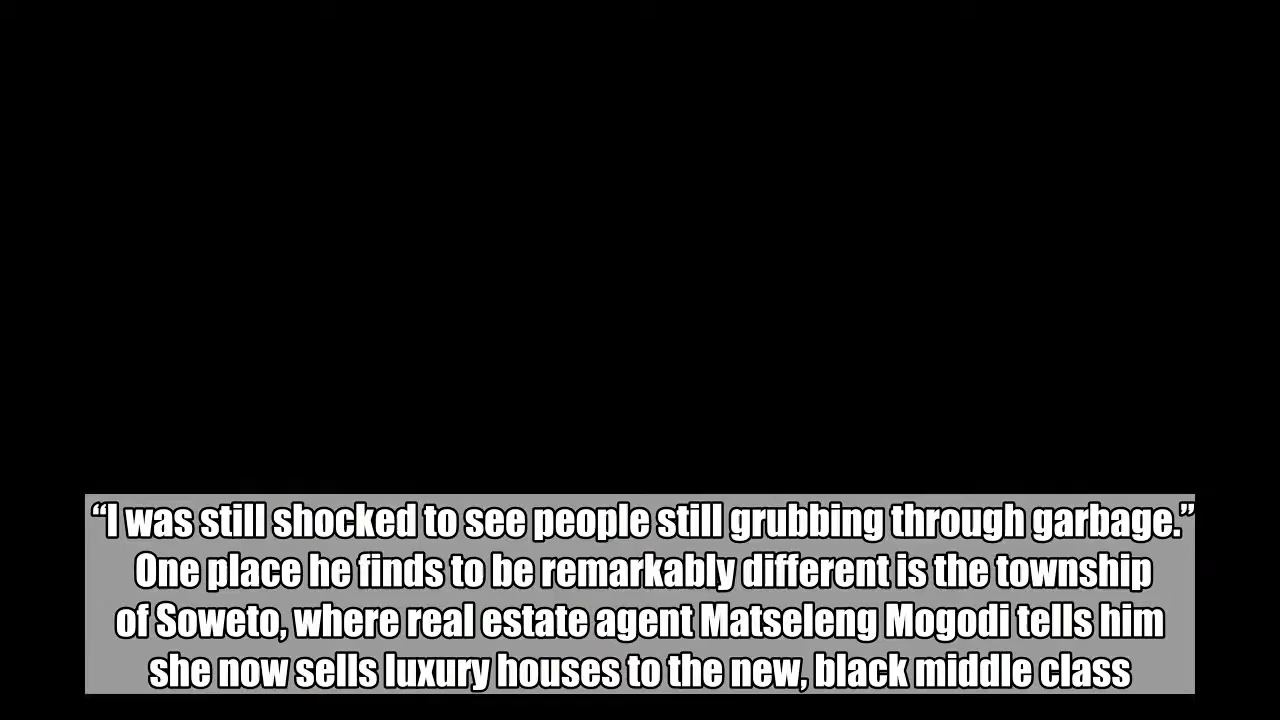 “I was still shocked to see people still grubbing through garbage.”
One place he finds to be remarkably different is the township
of Soweto, where real estate agent Matseleng Mogodi tells him
she now sells luxury houses to the new, black middle class